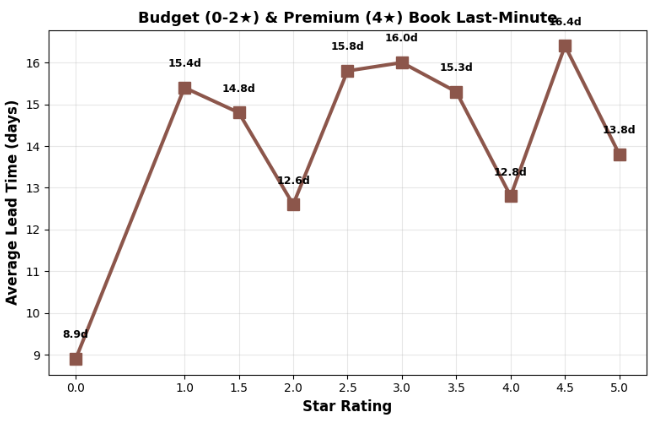 Budget (0-2★) & Premium (4★) Book Last-Minute
16.4d
16.0d
15.8d
15.4d
15.3d
14.8d
13.8d
12.8d
12.6d
8.9d
Average Lead Time (days)
16
15
14
13
12
11
10
9
0.0 1.0 1.5 2.0 2.5 3.0 3.5 4.0 4.5 5.0
Star Rating